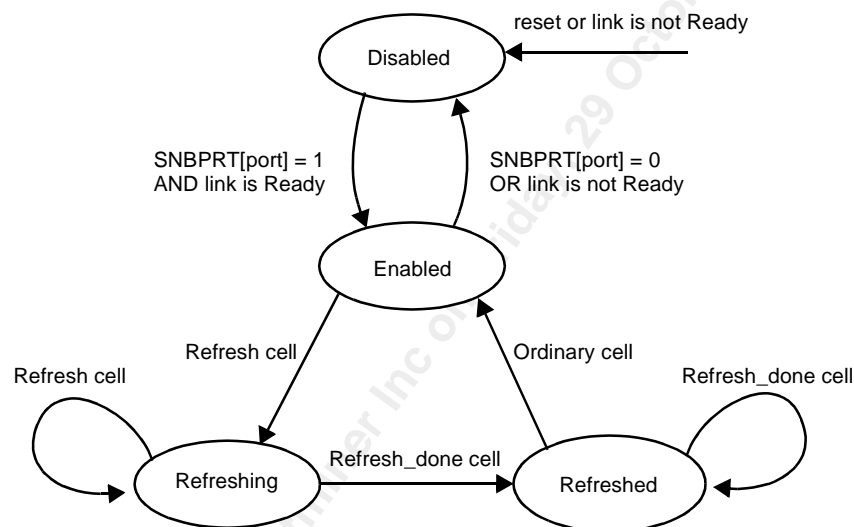 reset or link is not Ready
Disabled
SNBPRT[port] = 1
AND link is Ready
SNBPRT[port] = 0
OR link is not Ready
Enabled
Refresh cell
Ordinary cell
Refresh cell
Refresh_done cell
Refreshing
Refresh_done cell
Refreshed